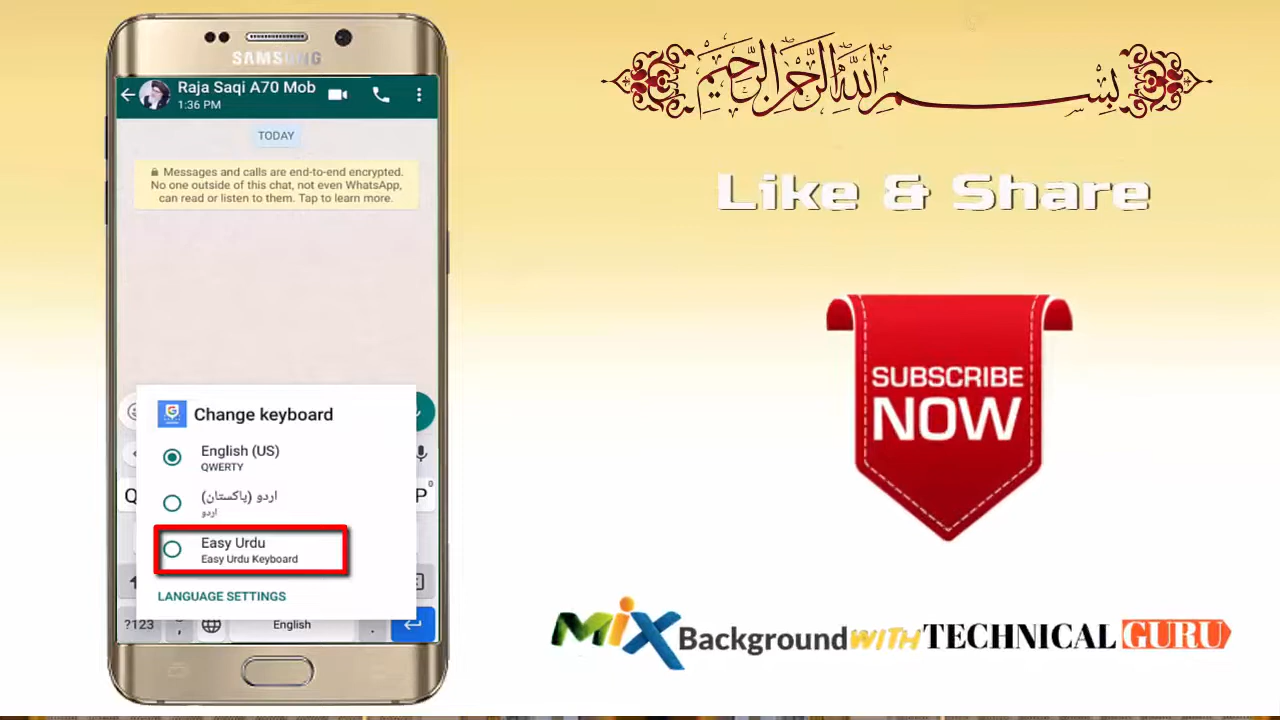 SAMSUNG
Raja Saqi A70 Mob
1:36 PM
TODAY
Messages and calls are end-to-end encrypted.
No one outside of this chat, not even WhatsApp,
can read or listen to them. Tap to learn more.
Change keyboard
English (US)
QWERTY
اردو (پاکستان)
اردو
Easy Urdu
Easy Urdu Keyboard
LANGUAGE SETTINGS
Q
P
0
?123
,
English
.
بسم الله الرحمن الرحيم
Like & Share
SUBSCRIBE
NOW
MiX Background WITH TECHNICAL GURU